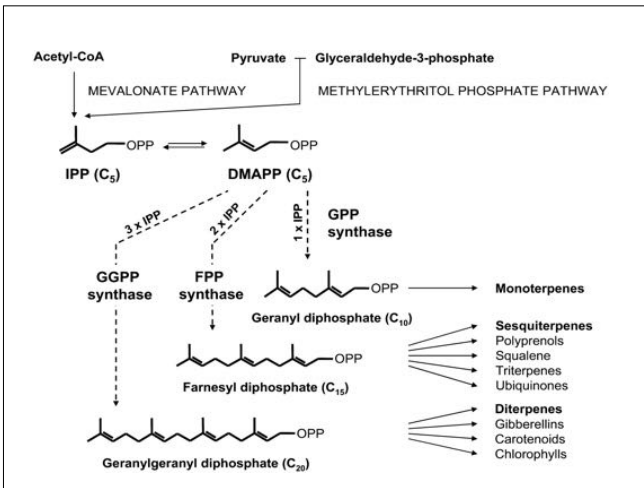 Acetyl-CoA
Pyruvate
Glyceraldehyde-3-phosphate
MEVALONATE PATHWAY
METHYLERYTHRITOL PHOSPHATE PATHWAY
OPP
OPP
IPP (C₅)
DMAPP (C₅)
3 x IPP
2 x IPP
1 x IPP
GPP
synthase
GGPP
synthase
FPP
synthase
OPP
Monoterpenes
Geranyl diphosphate (C₁₀)
OPP
Farnesyl diphosphate (C₁₅)
Sesquiterpenes
Polyprenols
Squalene
Triterpenes
Ubiquinones
OPP
Geranylgeranyl diphosphate (C₂₀)
Diterpenes
Gibberellins
Carotenoids
Chlorophylls